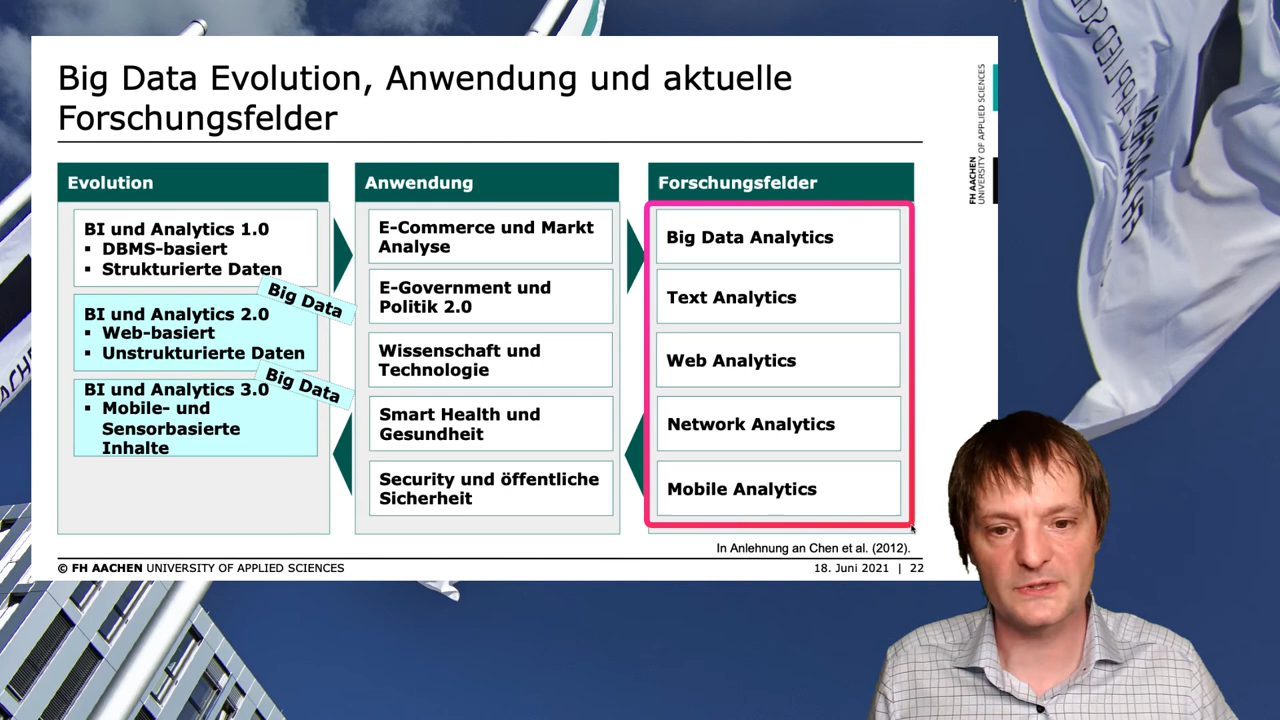 Big Data Evolution, Anwendung und aktuelle
Forschungsfelder
FH AACHEN
UNIVERSITY OF APPLIED SCIENCES
Evolution
BI und Analytics 1.0
▪ DBMS-basiert
▪ Strukturierte Daten
Big Data
BI und Analytics 2.0
▪ Web-basiert
▪ Unstrukturierte Daten
Big Data
BI und Analytics 3.0
▪ Mobile- und
Sensorbasierte
Inhalte
Anwendung
E-Commerce und Markt
Analyse
E-Government und
Politik 2.0
Wissenschaft und
Technologie
Smart Health und
Gesundheit
Security und öffentliche
Sicherheit
Forschungsfelder
Big Data Analytics
Text Analytics
Web Analytics
Network Analytics
Mobile Analytics
In Anlehnung an Chen et al. (2012).
© FH AACHEN UNIVERSITY OF APPLIED SCIENCES
18. Juni 2021 | 22